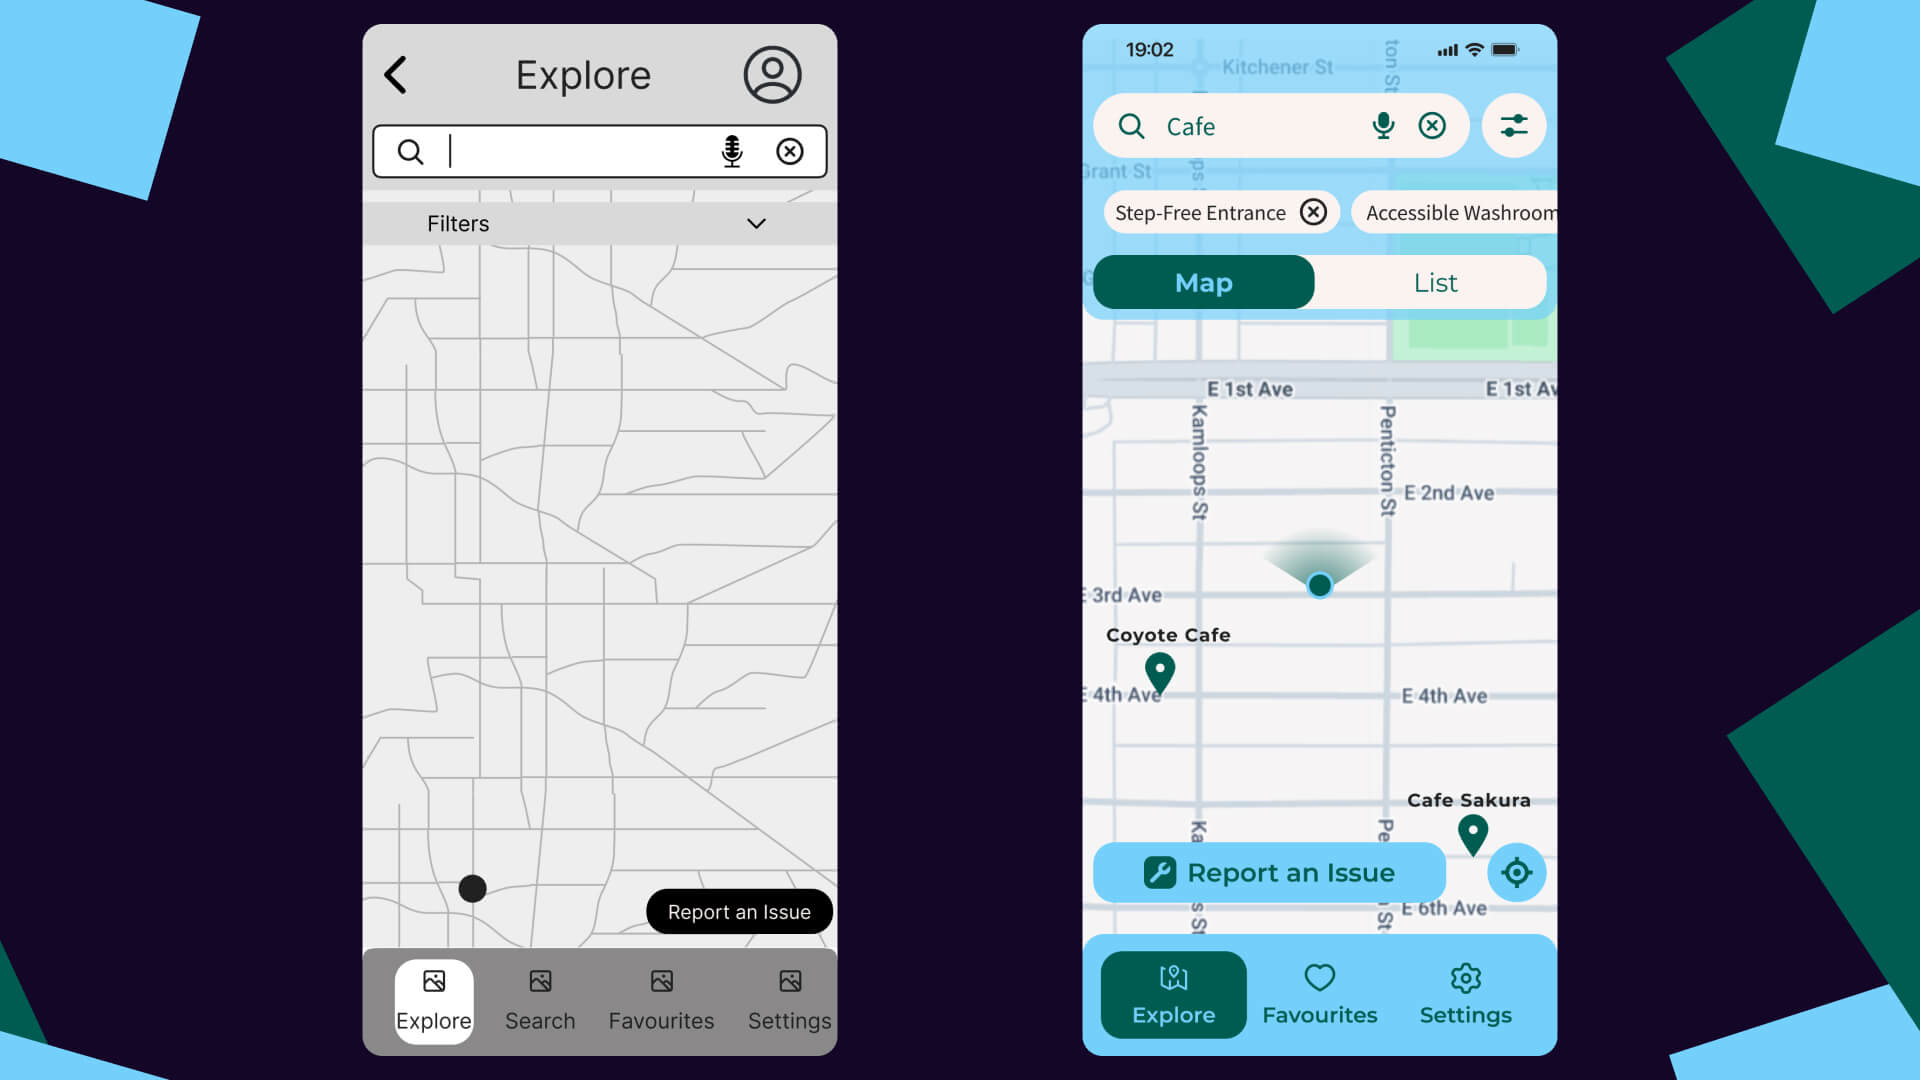 Explore
Filters
Report an Issue
Explore Search Favourites Settings
19:02
Kitchener St
ton St
Cafe
Grant St
ps S
Step-Free Entrance
Accessible Washroom
G
Map List
E 1st Ave
E 1st Av
Kamloops St
Penticton St
E 2nd Ave
E 3rd Ave
Coyote Cafe
E 4th Ave
E 4th Ave
Cafe Sakura
Ka
Pe
Report an Issue
s St
n St
E 6th Ave
Explore Favourites Settings